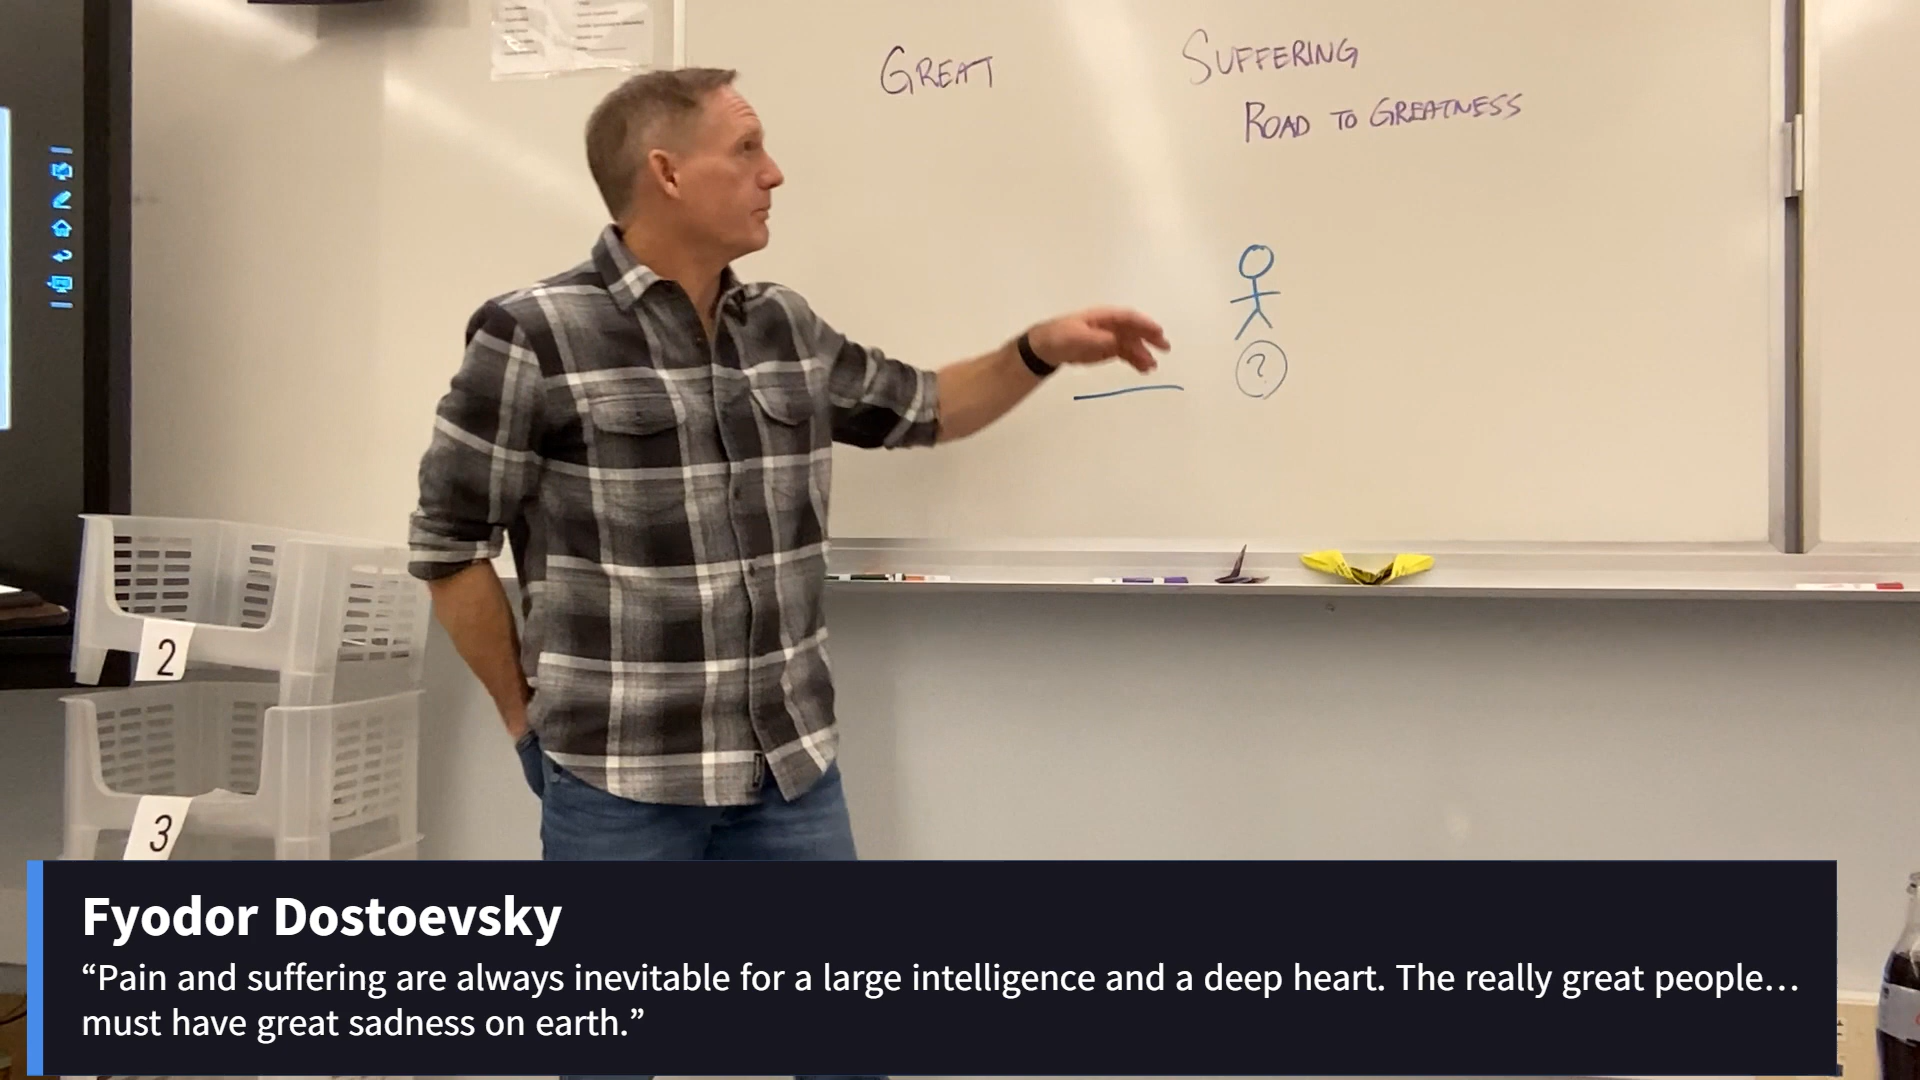 GREAT
SUFFERING
ROAD TO GREATNESS
?
2
3
Fyodor Dostoevsky
“Pain and suffering are always inevitable for a large intelligence and a deep heart. The really great people…
must have great sadness on earth.”